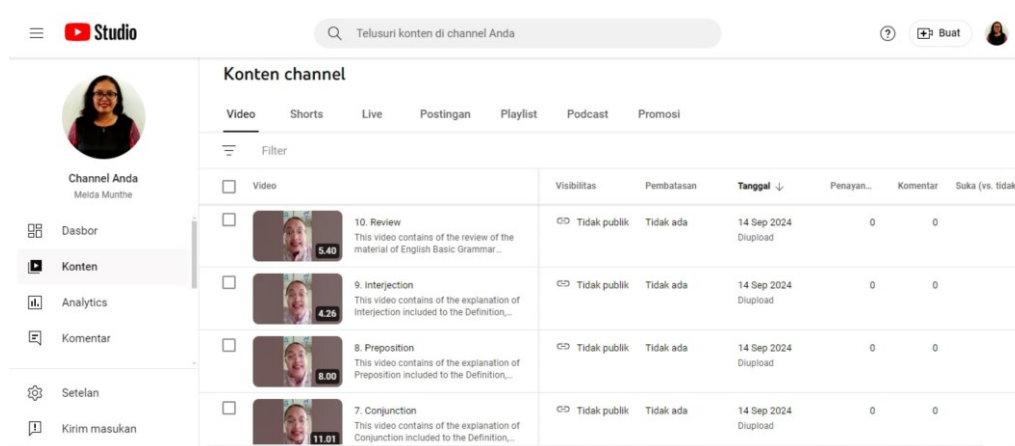 Studio
Telusuri konten di channel Anda
Buat
Konten channel
Video Shorts Live Postingan Playlist Podcast Promosi
Filter
Channel Anda
Melda Munthe
Dasbor
Konten
Analytics
Komentar
Setelan
Kirim masukan
Video Visibilitas Pembatasan Tanggal ↓ Penayan... Komentar Suka (vs. tidak
10. Review
This video contains of the review of the
material of English Basic Grammar...
5.40
Tidak publik Tidak ada 14 Sep 2024 0 0
Diupload
9. Interjection
This video contains of the explanation of
Interjection included to the Definition,...
4.26
Tidak publik Tidak ada 14 Sep 2024 0 0
Diupload
8. Preposition
This video contains of the explanation of
Preposition included to the Definition,...
8.00
Tidak publik Tidak ada 14 Sep 2024 0 0
Diupload
7. Conjunction
This video contains of the explanation of
Conjunction included to the Definition,...
11.01
Tidak publik Tidak ada 14 Sep 2024 0 0
Diupload